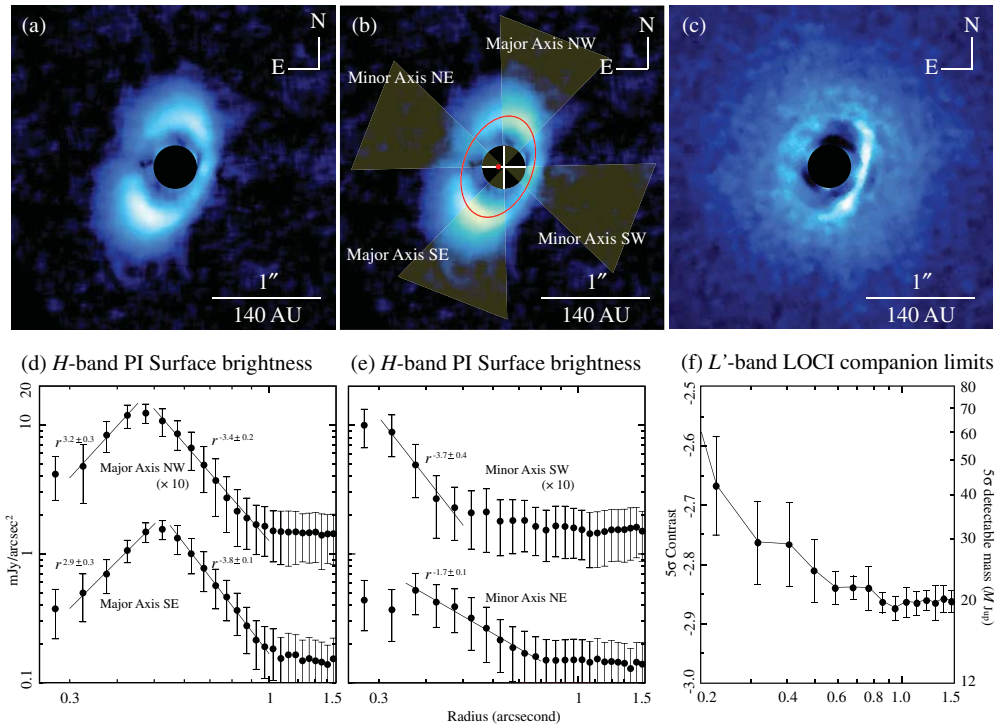 (a)
N
E
1″
140 AU
(b)
N
E
Major Axis NW
Minor Axis NE
Minor Axis SW
Major Axis SE
1″
140 AU
(c)
N
E
1″
140 AU
(d) H-band PI Surface brightness
20
10
1
0.1
mJy/arcsec²
r^3.2±0.3
r^-3.4±0.2
Major Axis NW
(× 10)
r^2.9±0.3
r^-3.8±0.1
Major Axis SE
0.3
1
1.5
(e) H-band PI Surface brightness
r^-3.7±0.4
Minor Axis SW
(× 10)
r^-1.7±0.1
Minor Axis NE
0.3
1
1.5
Radius (arcsecond)
(f) L'-band LOCI companion limits
-2.5
-2.6
-2.7
-2.8
-2.9
-3.0
5σ Contrast
80
70
60
50
40
30
20
12
5σ detectable mass (M Jup)
0.2
0.4
0.6
0.8
1.0
1.5